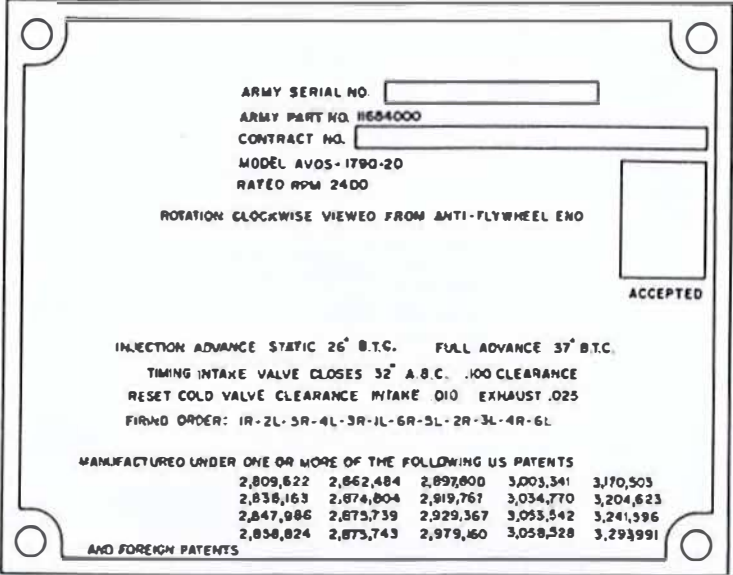 ARMY SERIAL NO.
ARMY PART NO. 11684000
CONTRACT NO.
MODEL AVDS-1790-2D
RATED RPM 2400
ROTATION CLOCKWISE VIEWED FROM ANTI-FLYWHEEL END
ACCEPTED
INJECTION ADVANCE STATIC 26° B.T.C. FULL ADVANCE 37° B.T.C.
TIMING INTAKE VALVE CLOSES 32° A.B.C. .100 CLEARANCE
RESET COLD VALVE CLEARANCE INTAKE .010 EXHAUST .025
FIRING ORDER: 1R-2L-5R-4L-3R-1L-6R-5L-2R-3L-4R-6L
MANUFACTURED UNDER ONE OR MORE OF THE FOLLOWING US PATENTS
2,809,622 2,862,484 2,897,800 3,003,341 3,170,503
2,838,163 2,874,804 2,919,767 3,034,770 3,204,623
2,847,986 2,875,739 2,929,367 3,053,542 3,241,596
2,858,824 2,875,743 2,979,160 3,058,528 3,293991
AND FOREIGN PATENTS